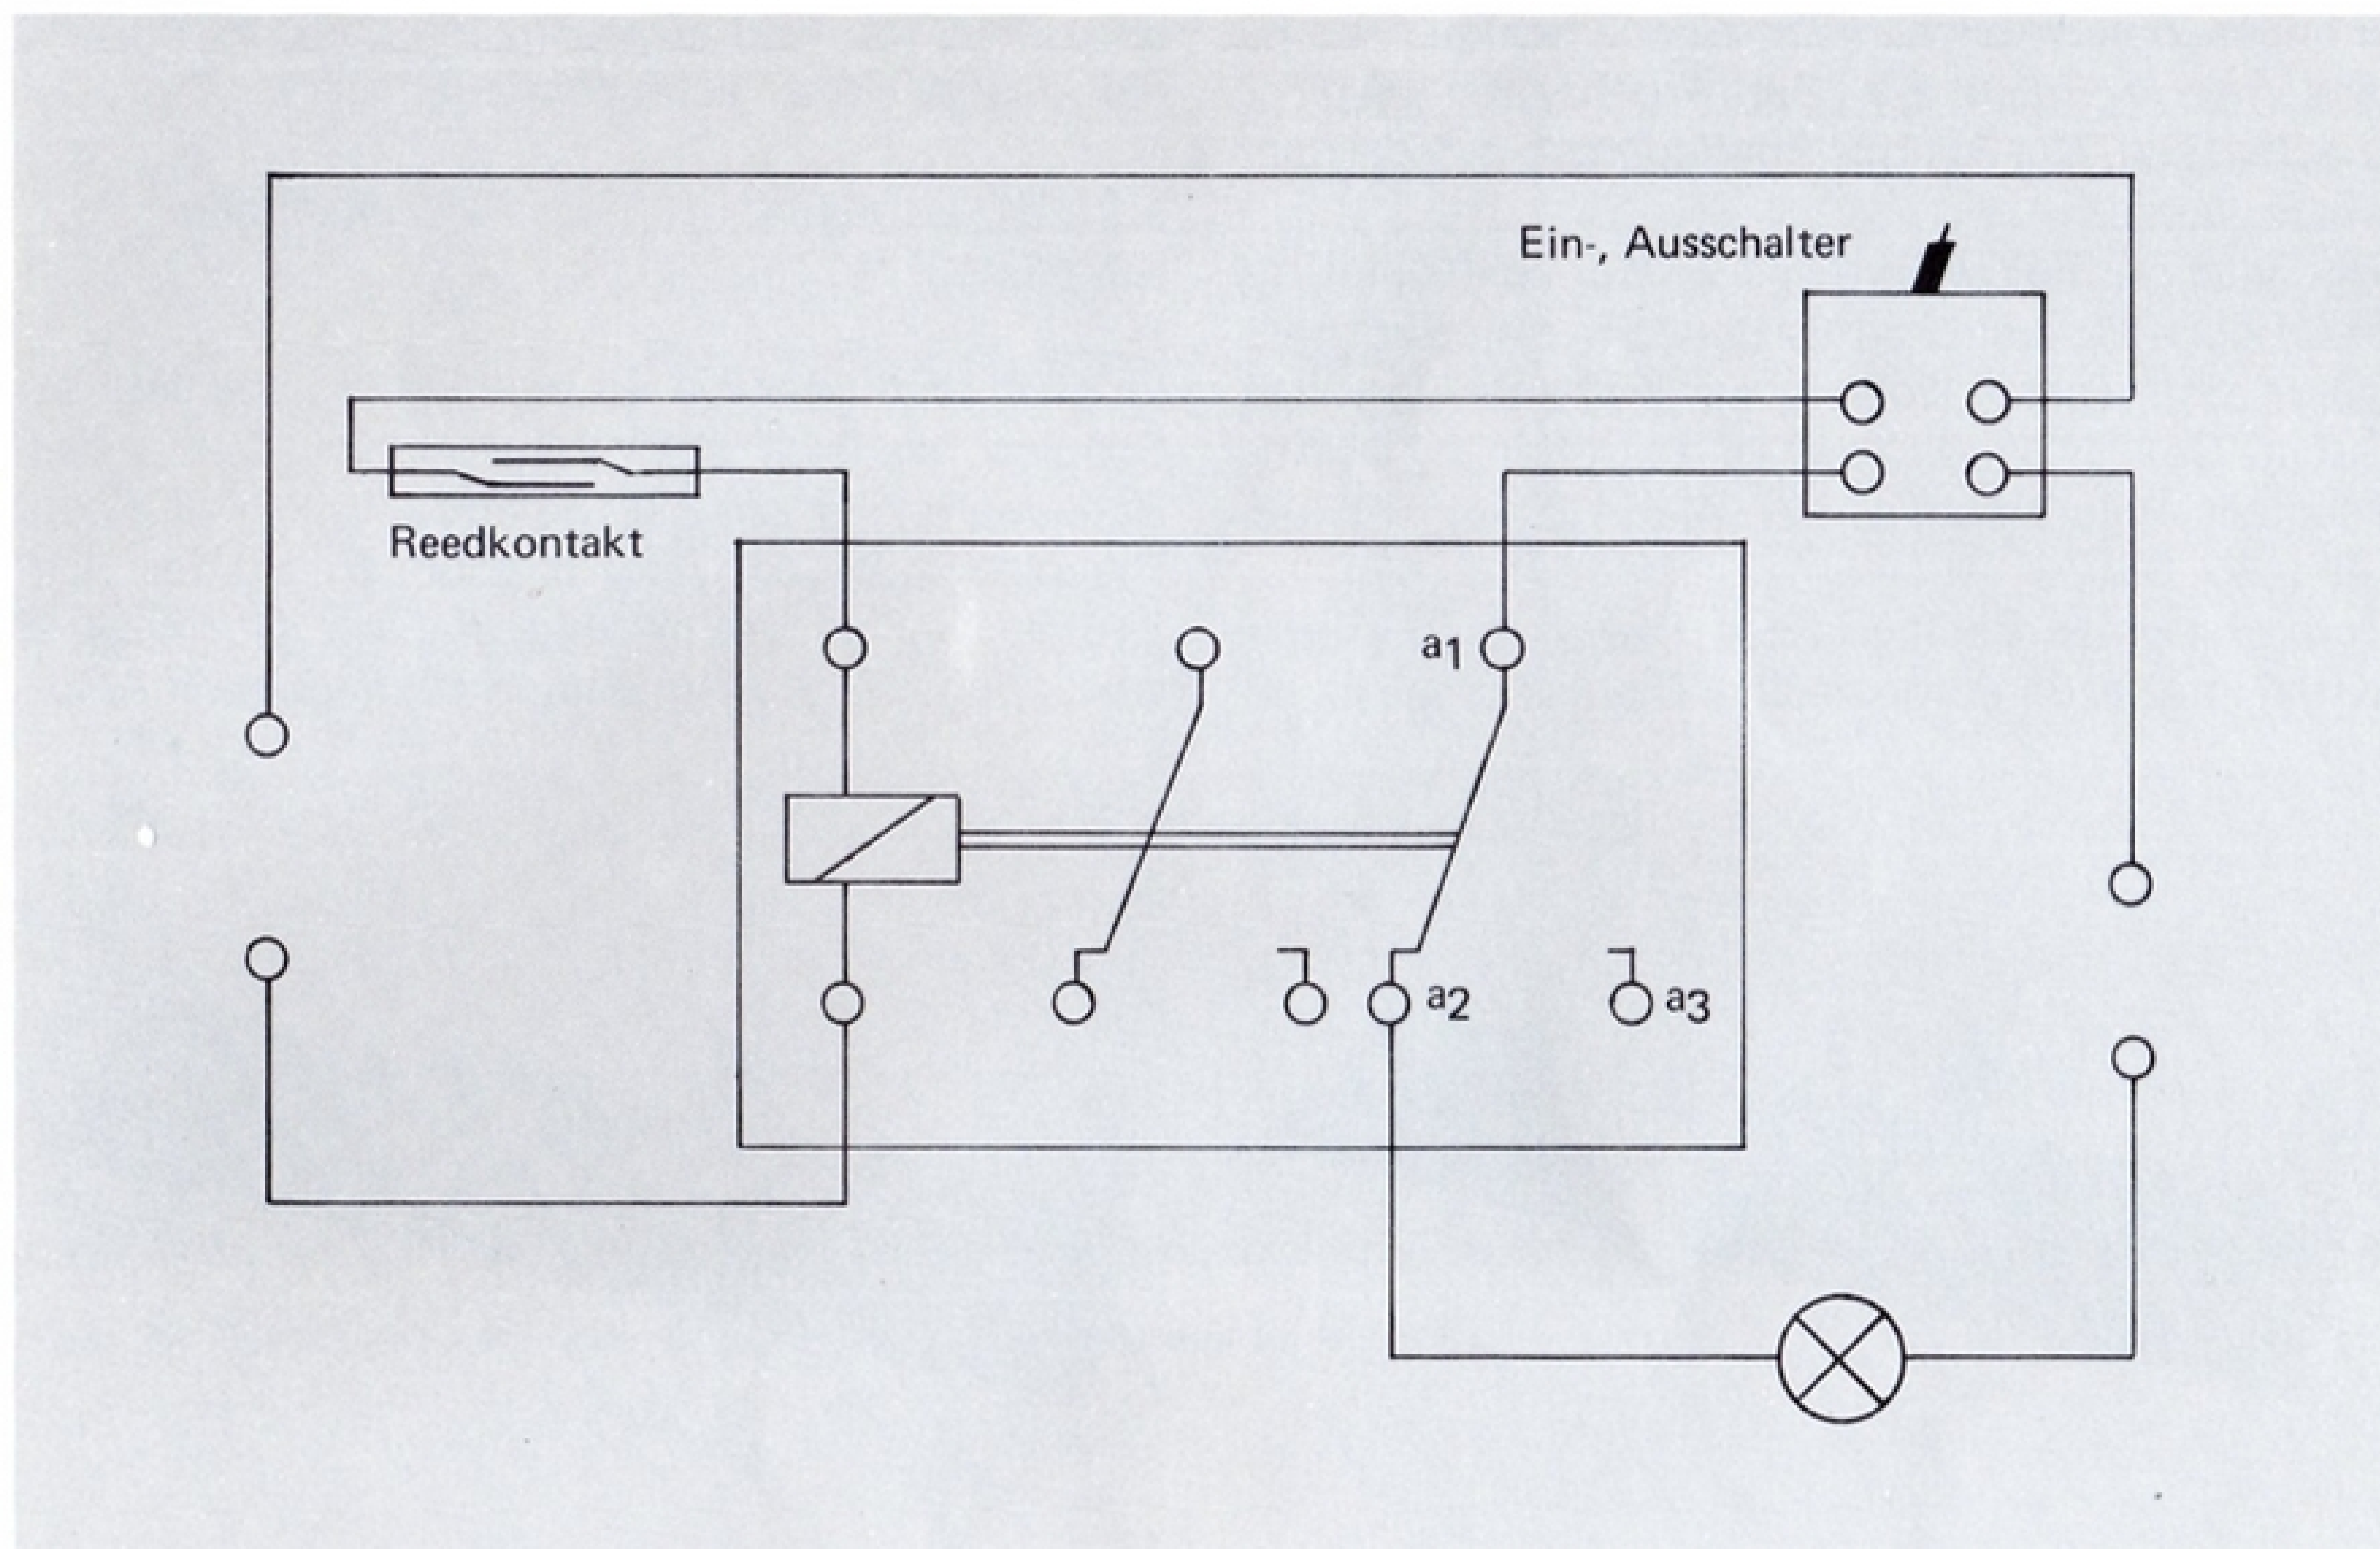 Ein-, Ausschalter
Reedkontakt
a1
a2
a3